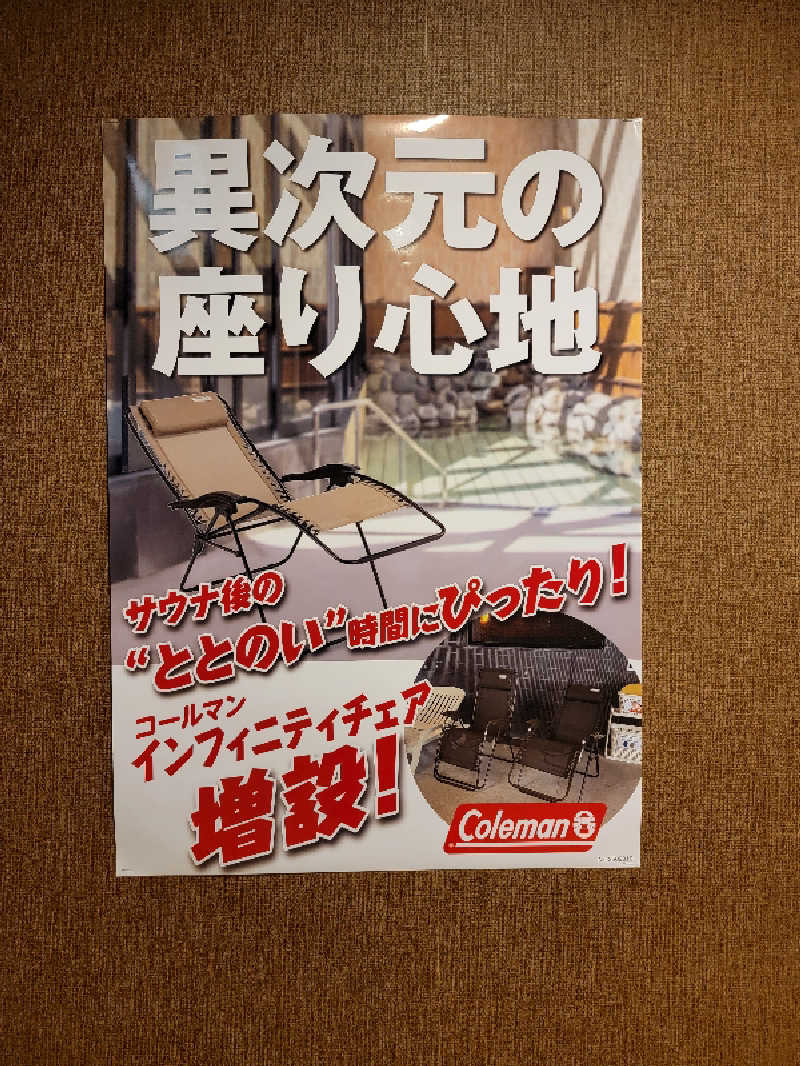 異次元の
座り心地
サウナ後の
“ととのい”時間にぴったり!
コールマン
インフィニティチェア
増設!
Coleman